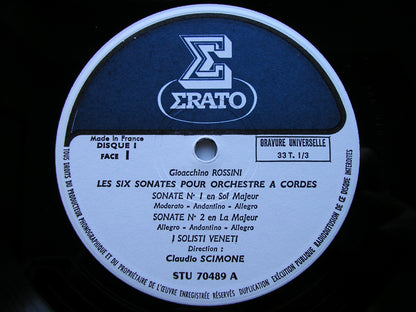 Σ
ΣRATO
Made in France
DISQUE I
FACE I
GRAVURE UNIVERSELLE
33 T. 1/3
Gioacchino ROSSINI
LES SIX SONATES POUR ORCHESTRE A CORDES
SONATE N° 1 en Sol Majeur
Moderato - Andantino - Allegro
SONATE N° 2 en La Majeur
Allegro - Andantino - Allegro
I SOLISTI VENETI
Direction :
Claudio SCIMONE
STU 70489 A
TOUS DROITS DU PRODUCTEUR PHONOGRAPHIQUE ET DU PROPRIÉTAIRE DE L'ŒUVRE ENREGISTRÉE RÉSERVÉS DUPLICATION EXÉCUTION PUBLIQUE RADIODIFFUSION DE CE DISQUE INTERDITES